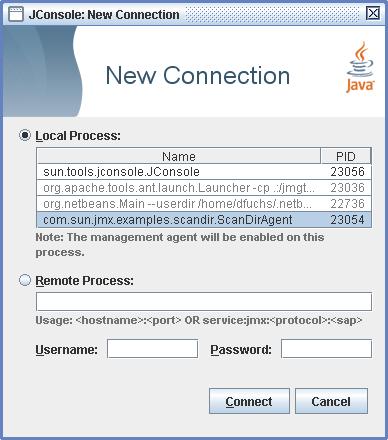 JConsole: New Connection
New Connection
Java
Local Process:
Name PID
sun.tools.jconsole.JConsole 23056
org.apache.tools.ant.launch.Launcher -cp .:/jmgt... 23036
org.netbeans.Main --userdir /home/dfuchs/.netb... 22736
com.sun.jmx.examples.scandir.ScanDirAgent 23054
Note: The management agent will be enabled on this
process.
Remote Process:
Usage: <hostname>:<port> OR service:jmx:<protocol>:<sap>
Username: Password:
Connect Cancel